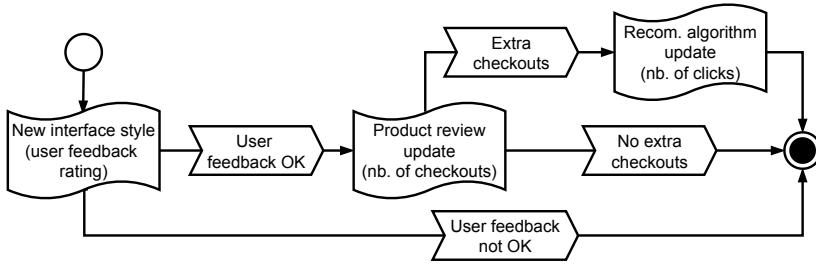 Extra
checkouts
Recom. algorithm
update
(nb. of clicks)
New interface style
(user feedback
rating)
User
feedback OK
Product review
update
(nb. of checkouts)
No extra
checkouts
User feedback
not OK